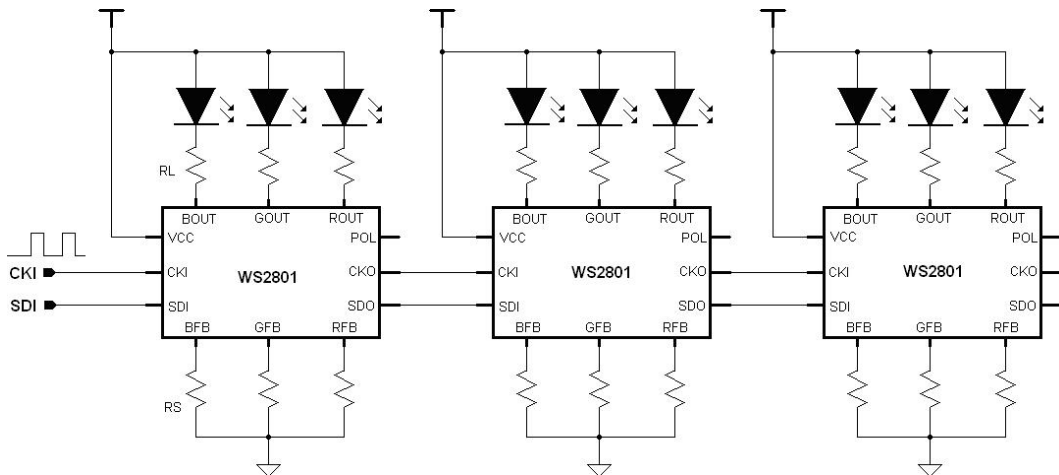 RL
BOUT GOUT ROUT BOUT GOUT ROUT BOUT GOUT ROUT
VCC POL VCC POL VCC POL
CKI CKI WS2801 CKO CKI WS2801 CKO CKI WS2801 CKO
SDI SDI SDO SDI SDO SDI SDO
BFB GFB RFB BFB GFB RFB BFB GFB RFB
RS